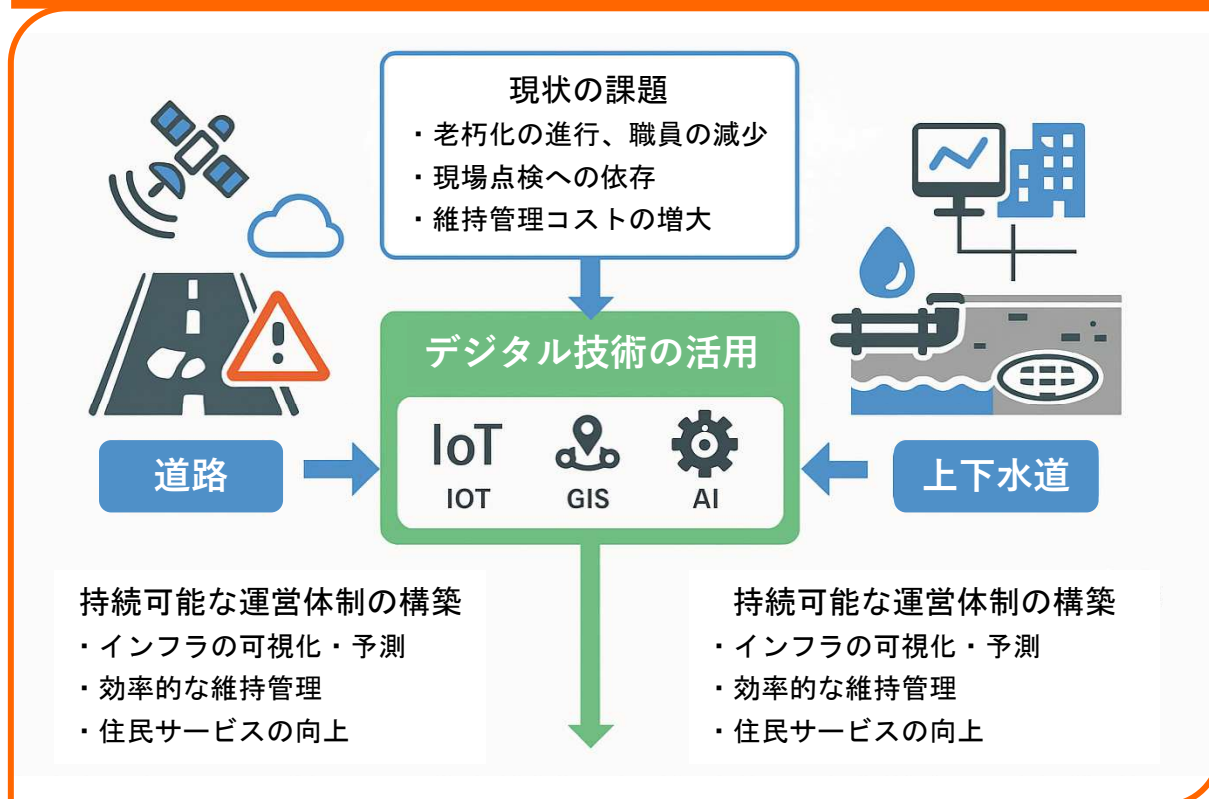 現状の課題
・老朽化の進行、職員の減少
・現場点検への依存
・維持管理コストの増大
デジタル技術の活用
IoT
IOT
GIS
AI
道路
上下水道
持続可能な運営体制の構築
・インフラの可視化・予測
・効率的な維持管理
・住民サービスの向上
持続可能な運営体制の構築
・インフラの可視化・予測
・効率的な維持管理
・住民サービスの向上